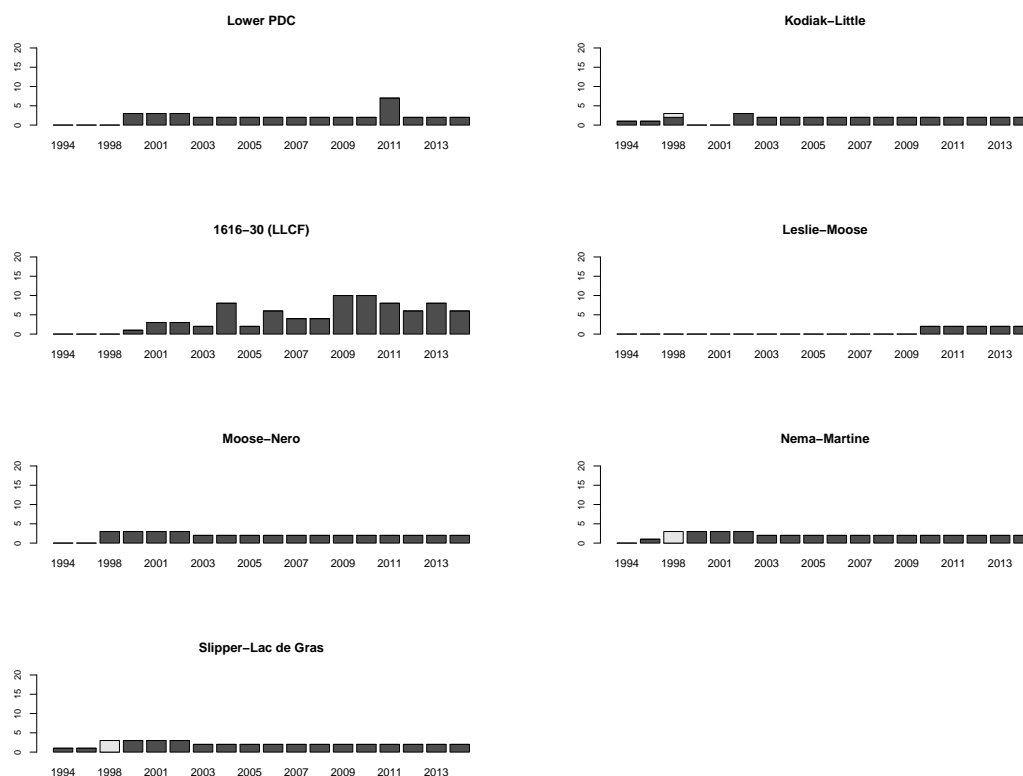 Lower PDC
0 5 10 15 20
1994 1998 2001 2003 2005 2007 2009 2011 2013
Kodiak−Little
0 5 10 15 20
1994 1998 2001 2003 2005 2007 2009 2011 2013
1616−30 (LLCF)
0 5 10 15 20
1994 1998 2001 2003 2005 2007 2009 2011 2013
Leslie−Moose
0 5 10 15 20
1994 1998 2001 2003 2005 2007 2009 2011 2013
Moose−Nero
0 5 10 15 20
1994 1998 2001 2003 2005 2007 2009 2011 2013
Nema−Martine
0 5 10 15 20
1994 1998 2001 2003 2005 2007 2009 2011 2013
Slipper−Lac de Gras
0 5 10 15 20
1994 1998 2001 2003 2005 2007 2009 2011 2013